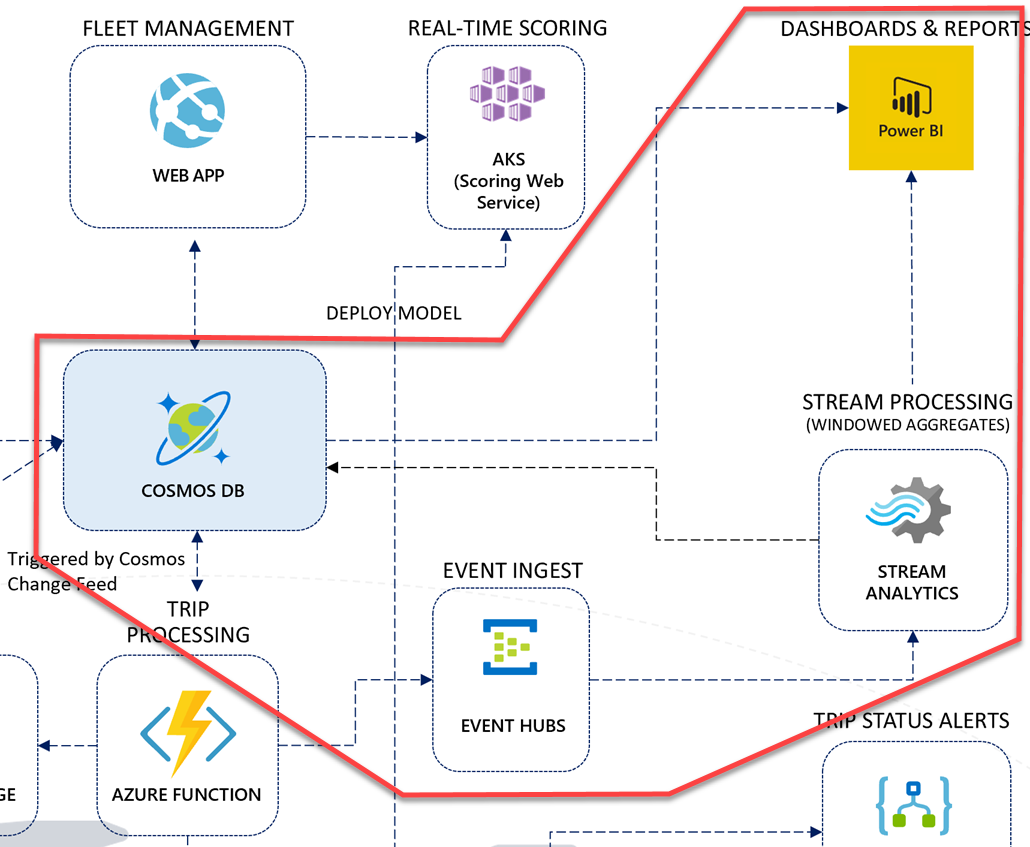 FLEET MANAGEMENT
WEB APP
REAL-TIME SCORING
AKS
(Scoring Web
Service)
DASHBOARDS & REPORTS
Power BI
DEPLOY MODEL
COSMOS DB
STREAM PROCESSING
(WINDOWED AGGREGATES)
STREAM
ANALYTICS
Triggered by Cosmos
Change Feed
TRIP
PROCESSING
AZURE FUNCTION
EVENT INGEST
EVENT HUBS
TRIP STATUS ALERTS
GE